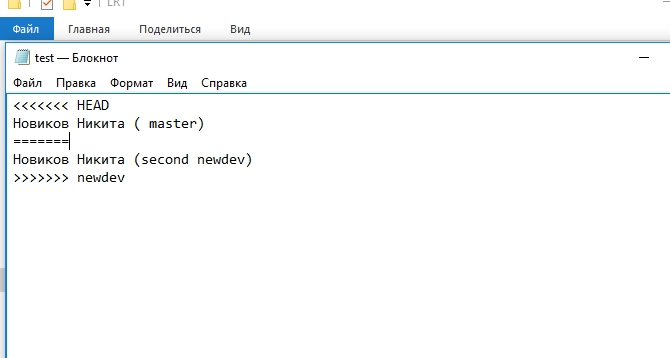 LR1
Файл Главная Поделиться Вид
test — Блокнот
Файл Правка Формат Вид Справка
<<<<<<< HEAD
Новиков Никита ( master)
=======
Новиков Никита (second newdev)
>>>>>>> newdev